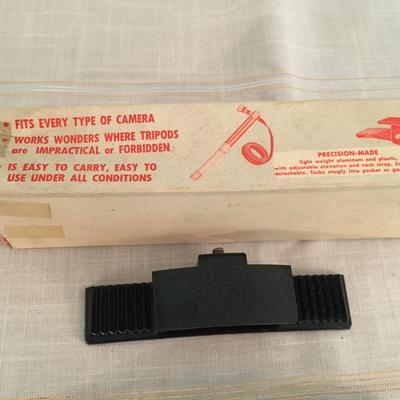 FITS EVERY TYPE OF CAMERA
WORKS WONDERS WHERE TRIPODS
are IMPRACTICAL or FORBIDDEN
IS EASY TO CARRY, EASY TO
USE UNDER ALL CONDITIONS
PRECISION-MADE
light weight aluminum and plastic,
with adjustable elevation and neck strap.
detachable. Tucks snugly into pocket or